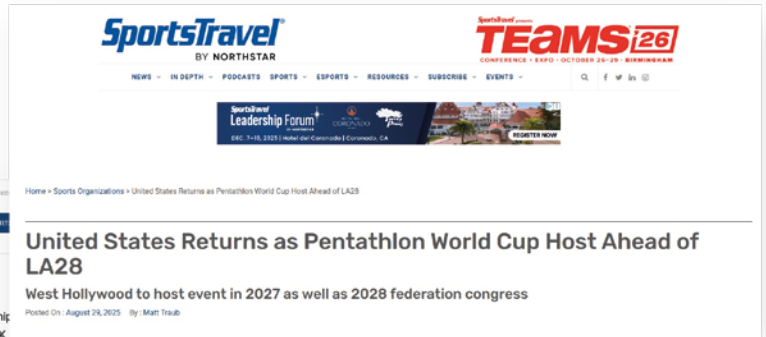 SportsTravel
BY NORTHSTAR
SportsTravel presents
TEAMS '26
CONFERENCE • EXPO • OCTOBER 26-29 • BIRMINGHAM
NEWS IN DEPTH PODCASTS SPORTS ESPORTS RESOURCES SUBSCRIBE EVENTS
SportsTravel
Leadership Forum
DEC. 7-10, 2025 | Hotel del Coronado | Coronado, CA
CORONADO
REGISTER NOW
Home > Sports Organizations > United States Returns as Pentathlon World Cup Host Ahead of LA28
United States Returns as Pentathlon World Cup Host Ahead of
LA28
West Hollywood to host event in 2027 as well as 2028 federation congress
Posted On : August 29, 2025 By : Matt Traub